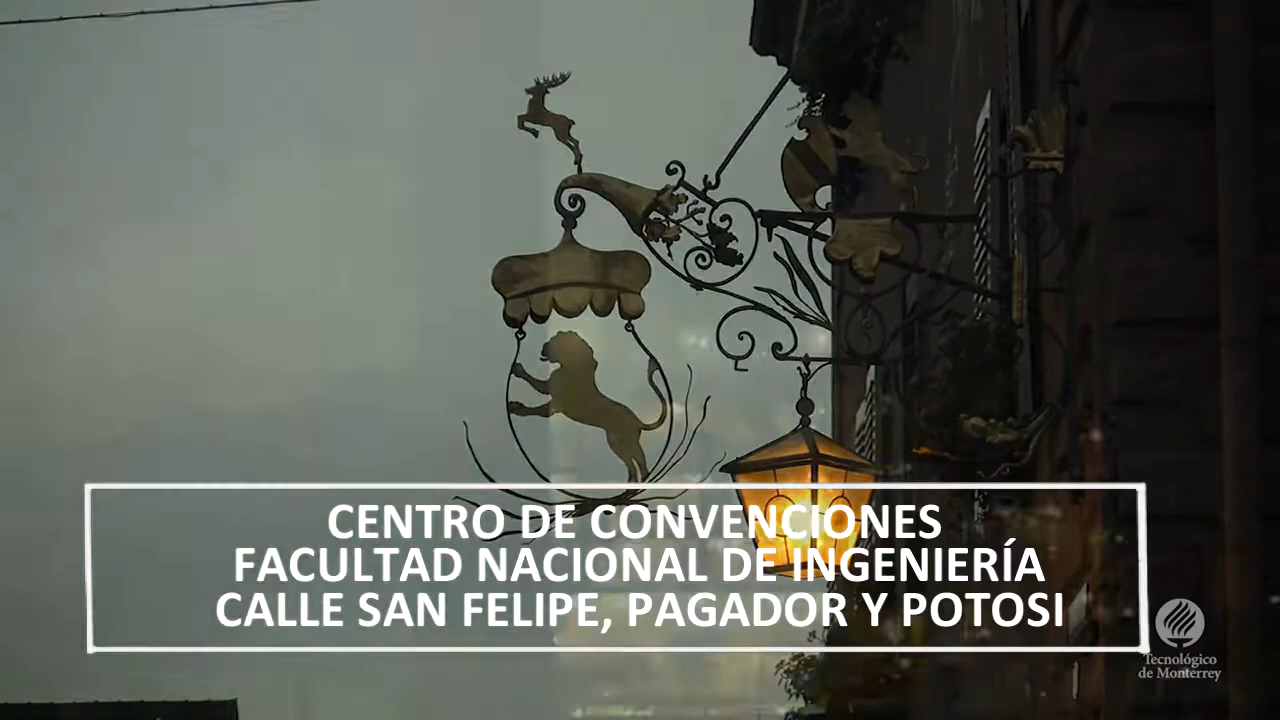 CENTRO DE CONVENCIONES
FACULTAD NACIONAL DE INGENIERÍA
CALLE SAN FELIPE, PAGADOR Y POTOSI
Tecnológico
de Monterrey